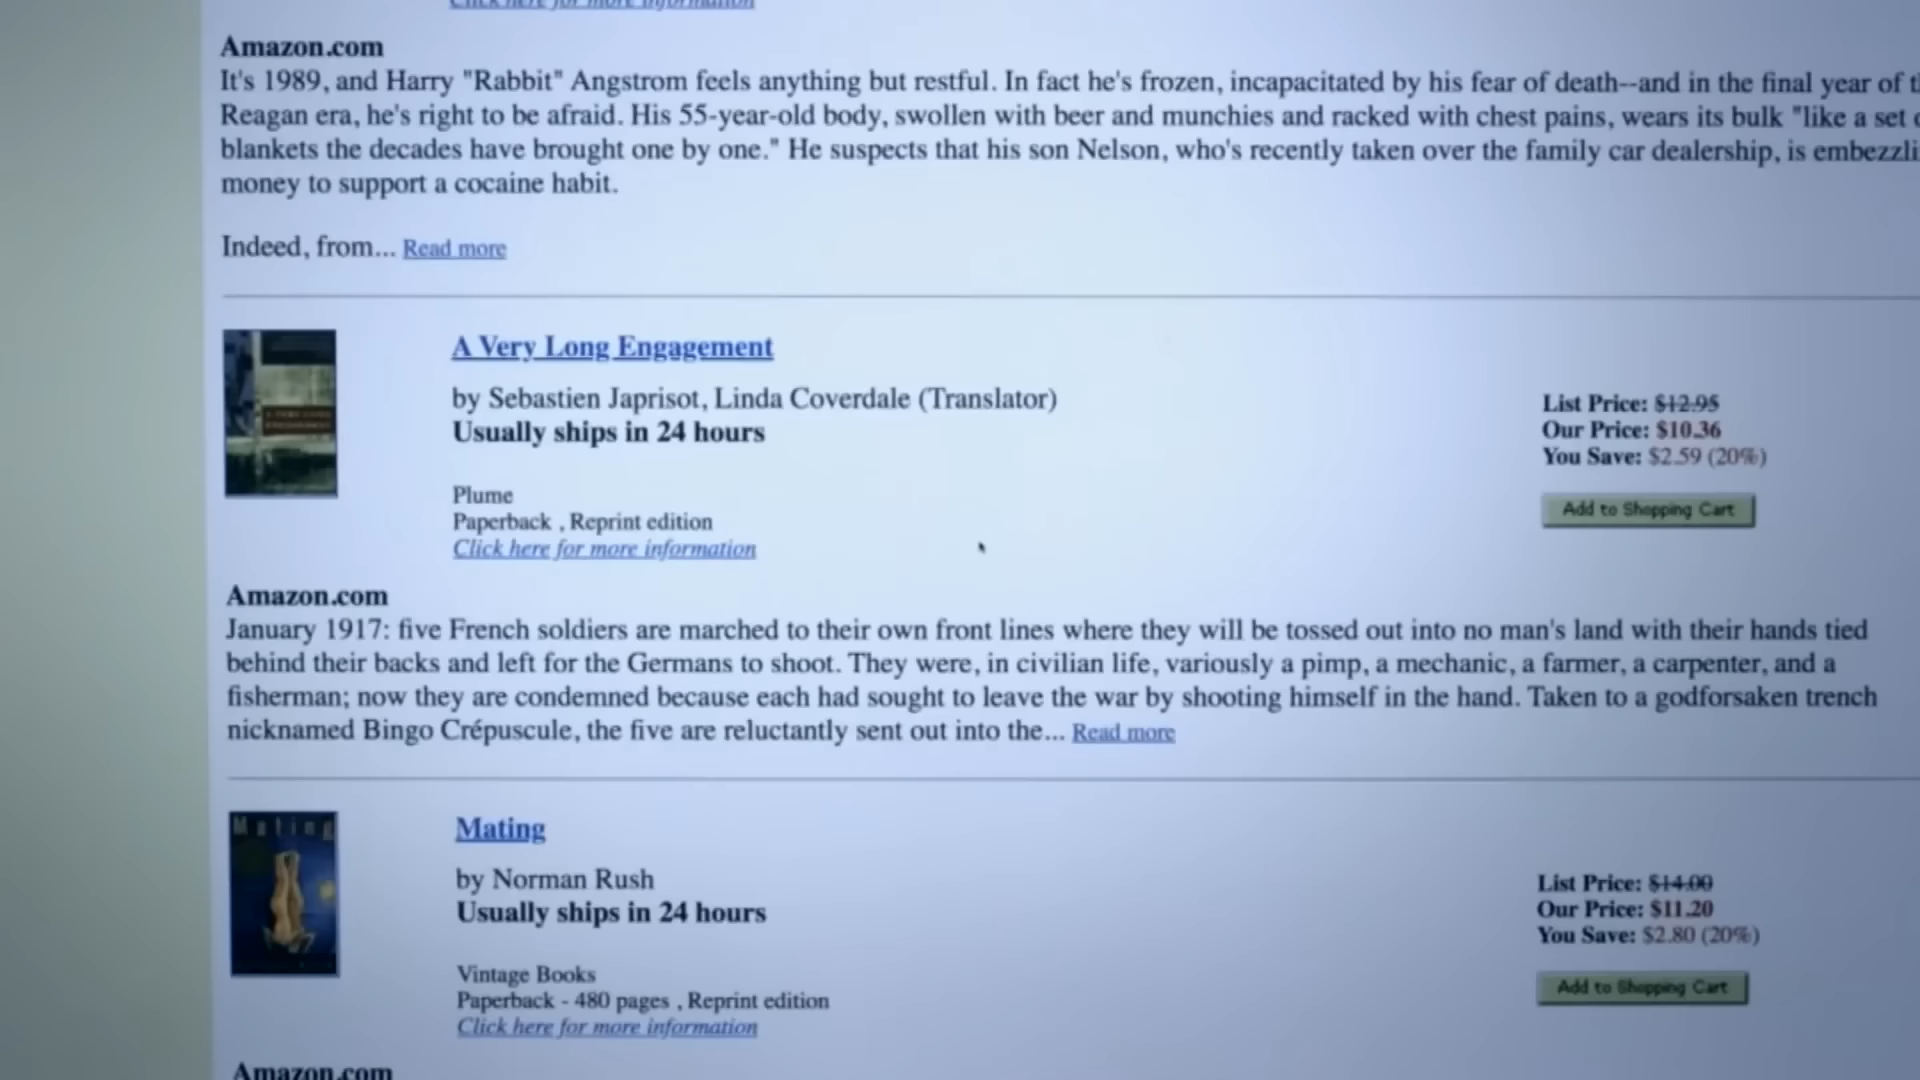 Click here for more information
Amazon.com
It's 1989, and Harry "Rabbit" Angstrom feels anything but restful. In fact he's frozen, incapacitated by his fear of death--and in the final year of
Reagan era, he's right to be afraid. His 55-year-old body, swollen with beer and munchies and racked with chest pains, wears its bulk "like a set
blankets the decades have brought one by one." He suspects that his son Nelson, who's recently taken over the family car dealership, is embezzli
money to support a cocaine habit.
Indeed, from... Read more
A Very Long Engagement
by Sebastien Japrisot, Linda Coverdale (Translator)
Usually ships in 24 hours
List Price: $12.95
Our Price: $10.36
You Save: $2.59 (20%)
Add to Shopping Cart
Plume
Paperback , Reprint edition
Click here for more information
Amazon.com
January 1917: five French soldiers are marched to their own front lines where they will be tossed out into no man's land with their hands tied
behind their backs and left for the Germans to shoot. They were, in civilian life, variously a pimp, a mechanic, a farmer, a carpenter, and a
fisherman; now they are condemned because each had sought to leave the war by shooting himself in the hand. Taken to a godforsaken trench
nicknamed Bingo Crépuscule, the five are reluctantly sent out into the... Read more
Mating
Mating
by Norman Rush
Usually ships in 24 hours
List Price: $14.00
Our Price: $11.20
You Save: $2.80 (20%)
Add to Shopping Cart
Vintage Books
Paperback - 480 pages , Reprint edition
Click here for more information
Amazon.com